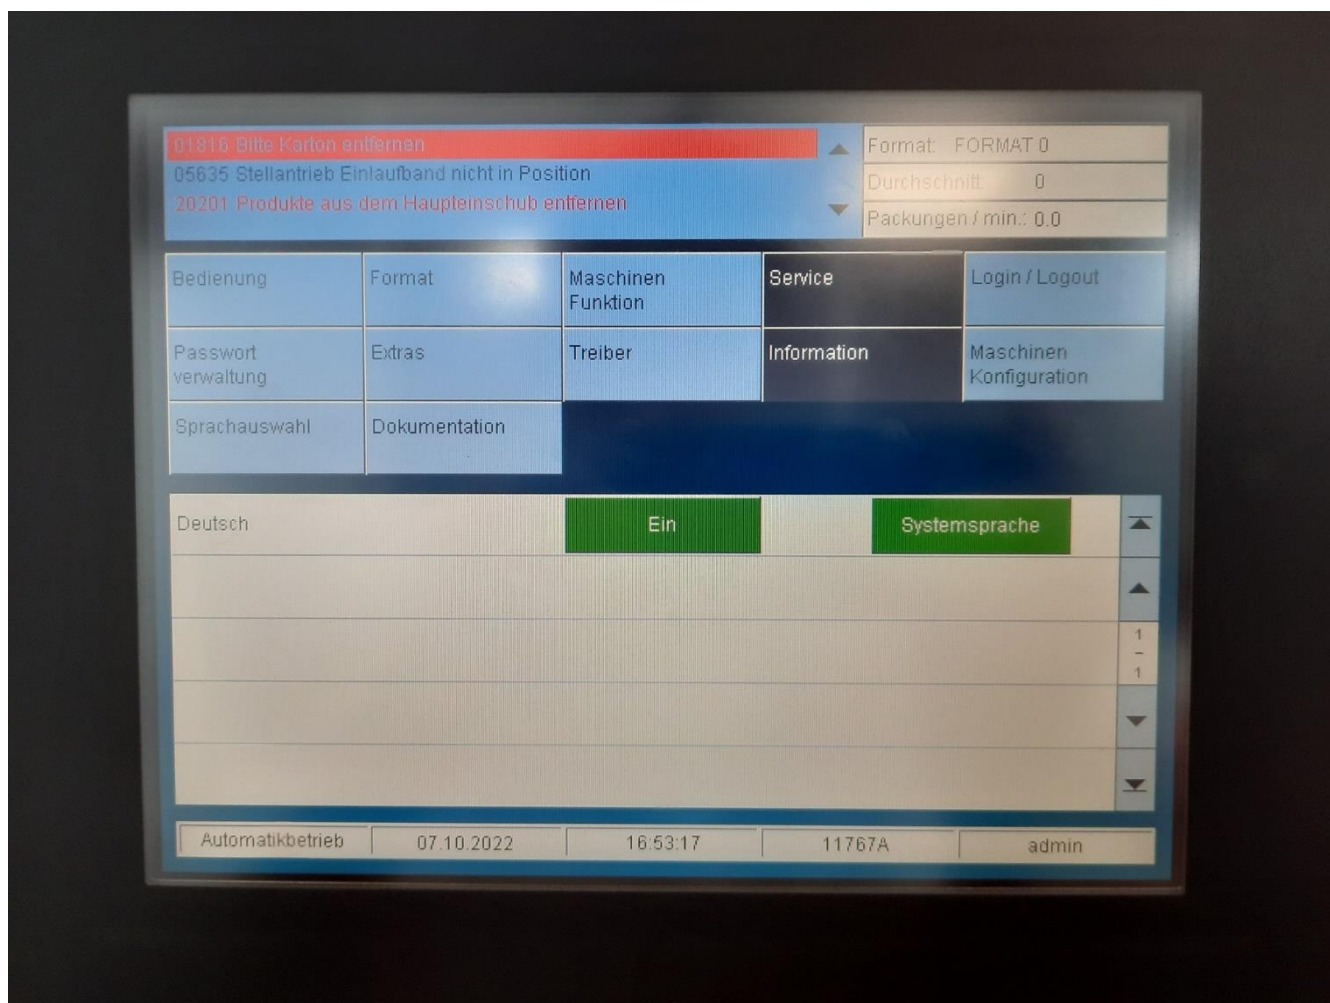 01816 Bitte Karton entfernen
05635 Stellantrieb Einlaufband nicht in Position
20201 Produkte aus dem Haupteinschub entfernen
Format: FORMAT 0
Durchschnitt 0
Packungen / min.: 0.0
Bedienung
Format
Maschinen
Funktion
Service
Login / Logout
Passwort
verwaltung
Extras
Treiber
Information
Maschinen
Konfiguration
Sprachauswahl
Dokumentation
Deutsch
Ein
Systemsprache
1
–
1
Automatikbetrieb
07.10.2022
16:53:17
11767A
admin